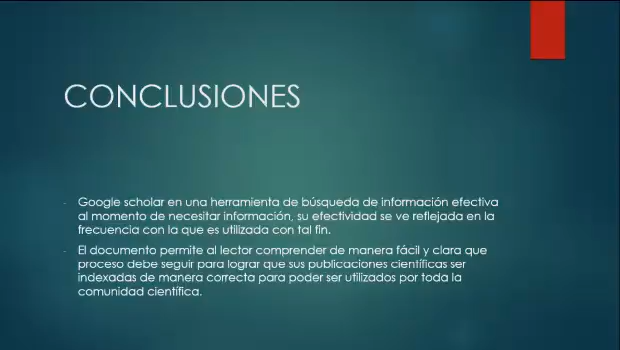 CONCLUSIONES
- Google scholar en una herramienta de búsqueda de información efectiva
al momento de necesitar información, su efectividad se ve reflejada en la
frecuencia con la que es utilizada con tal fin.
- El documento permite al lector comprender de manera fácil y clara que
proceso debe seguir para lograr que sus publicaciones científicas ser
indexadas de manera correcta para poder ser utilizados por toda la
comunidad científica.